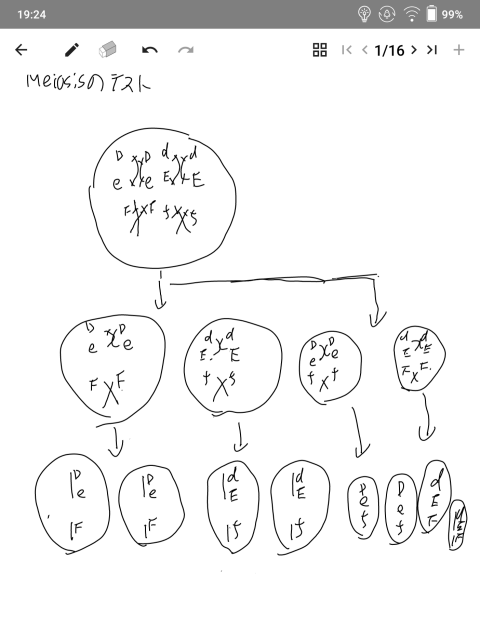 19:24
99%
1/16
Meiosisのテスト
D D d d
e e E E
F F f f
D D d d D D d d
e e E E e e E E
F F f f f f F F
D D d d D D d
e e E E e e E
F F f f f f F